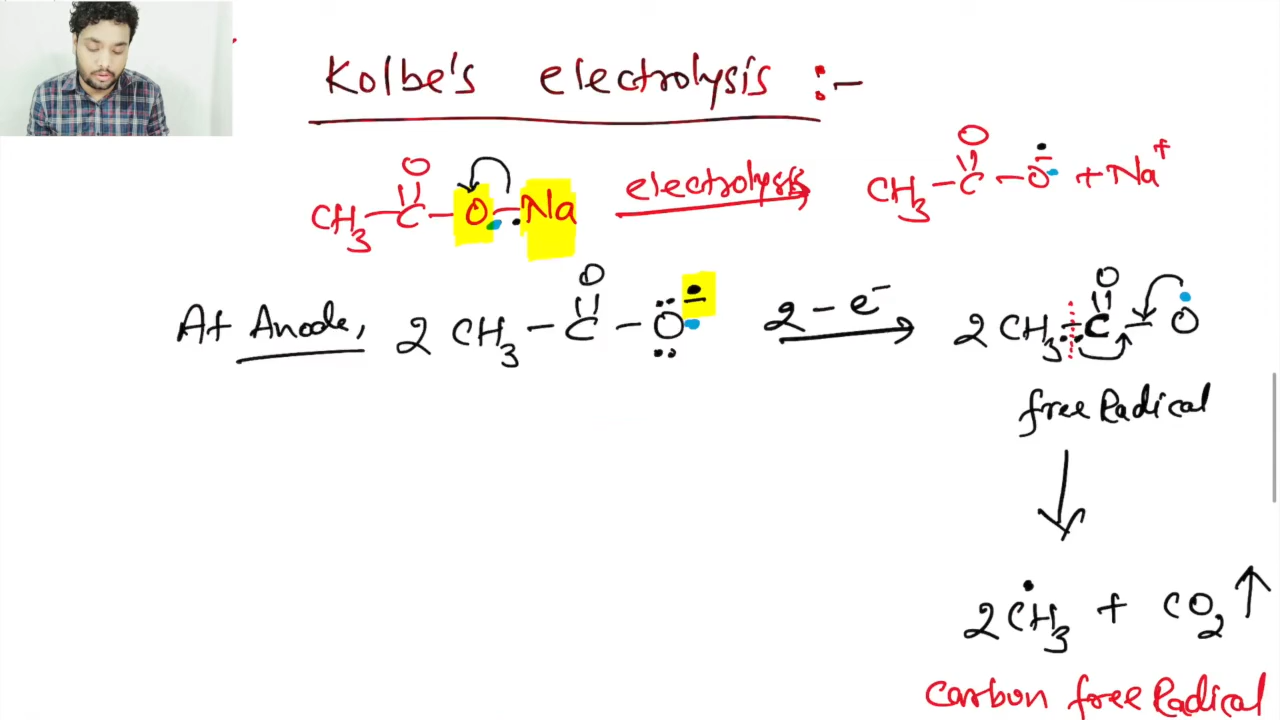 Kolbe's electrolysis :-
CH3-C(=O)-O-Na electrolysis → CH3-C(=O)-O⁻ + Na⁺
At Anode, 2 CH3-C(=O)-O⁻ 2-e⁻ → 2 CH3-C(=O)-O
free Radical
2 CH3 + CO2 ↑
Carbon free Radical